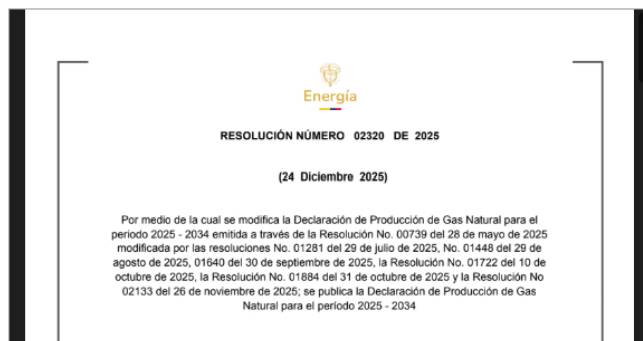 Energía
RESOLUCIÓN NÚMERO 02320 DE 2025
(24 Diciembre 2025)
Por medio de la cual se modifica la Declaración de Producción de Gas Natural para el
periodo 2025 - 2034 emitida a través de la Resolución No. 00739 del 28 de mayo de 2025
modificada por las resoluciones No. 01281 del 29 de julio de 2025, No. 01448 del 29 de
agosto de 2025, 01640 del 30 de septiembre de 2025, la Resolución No. 01722 del 10 de
octubre de 2025, la Resolución No. 01884 del 31 de octubre de 2025 y la Resolución No
02133 del 26 de noviembre de 2025; se publica la Declaración de Producción de Gas
Natural para el período 2025 - 2034